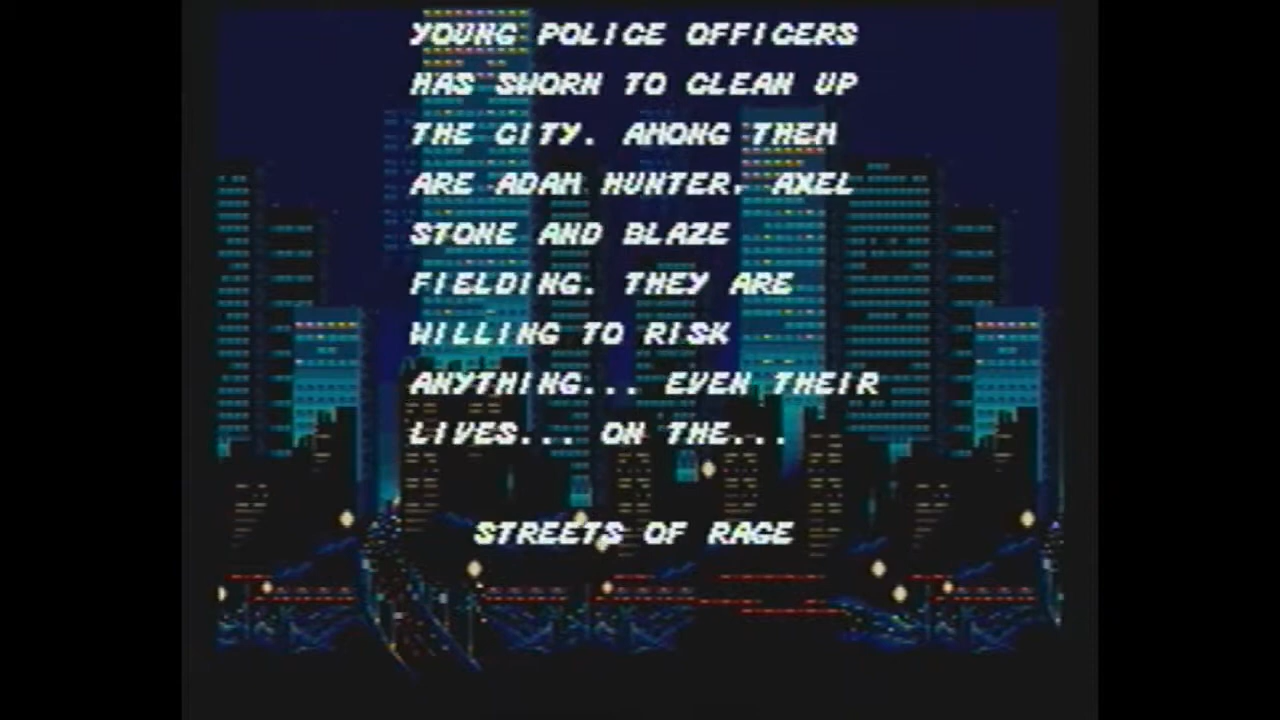 YOUNG POLICE OFFICERS
HAS SWORN TO CLEAN UP
THE CITY. AMONG THEM
ARE ADAM HUNTER, AXEL
STONE AND BLAZE
FIELDING. THEY ARE
WILLING TO RISK
ANYTHING... EVEN THEIR
LIVES... ON THE...
STREETS OF RAGE